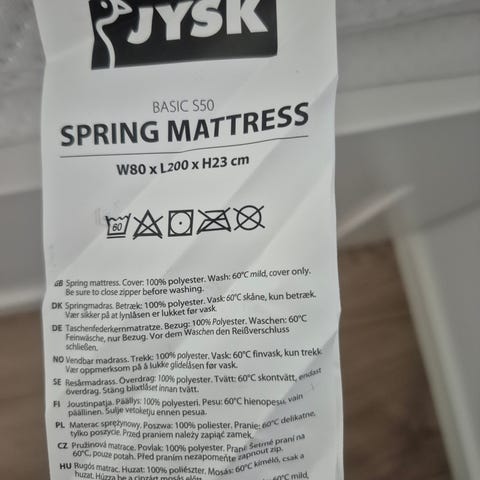 JYSK
BASIC S50
SPRING MATTRESS
W80 x L200 x H23 cm
60
GB Spring mattress. Cover: 100% polyester. Wash: 60°C mild, cover only.
Be sure to close zipper before washing.
DK Springmadras. Betræk: 100% polyester. Vask: 60°C skåne, kun betræk.
Vær sikker på at lynlåsen er lukket før vask.
DE Taschenfederkernmatratze. Bezug: 100% Polyester. Waschen: 60°C
Feinwäsche, nur Bezug. Vor dem Waschen den Reißverschluss
schließen.
NO Vendbar madrass. Trekk: 100% polyester. Vask: 60°C finvask, kun trekk.
Vær oppmerksom på å lukke glidelåsen før vask.
SE Resårmadrass. Överdrag: 100% polyester. Tvätt: 60°C skontvätt, endast
överdrag. Stäng blixtlåset innan tvätt.
FI Joustinpatja. Päällys: 100% polyesteri. Pesu: 60°C hienopesu, vain
päällinen. Sulje vetoketju ennen pesua.
PL Materac sprężynowy. Poszwa: 100% poliester. Pranie: 60°C delikatne,
tylko poszycie. Przed praniem należy zapiąć zamek.
CZ Pružinová matrace. Povlak: 100% polyester. Praní: Šetrné praní na
60°C, pouze potah. Před praním nezapomeňte zapnout zip.
HU Rugós matrac. Huzat: 100% poliészter. Mosás: 60°C kímélő, csak a
huzat. Húzza be a cipzárt mosás előtt.
60°C mild,